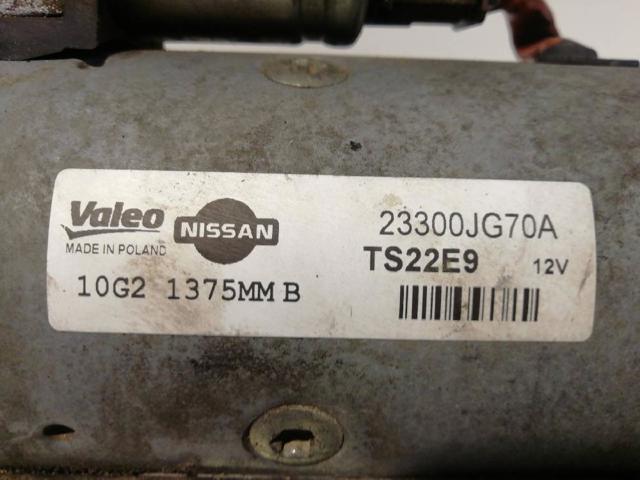 Valeo
MADE IN POLAND
NISSAN
10G2 1375MM B
23300JG70A
TS22E9 12V